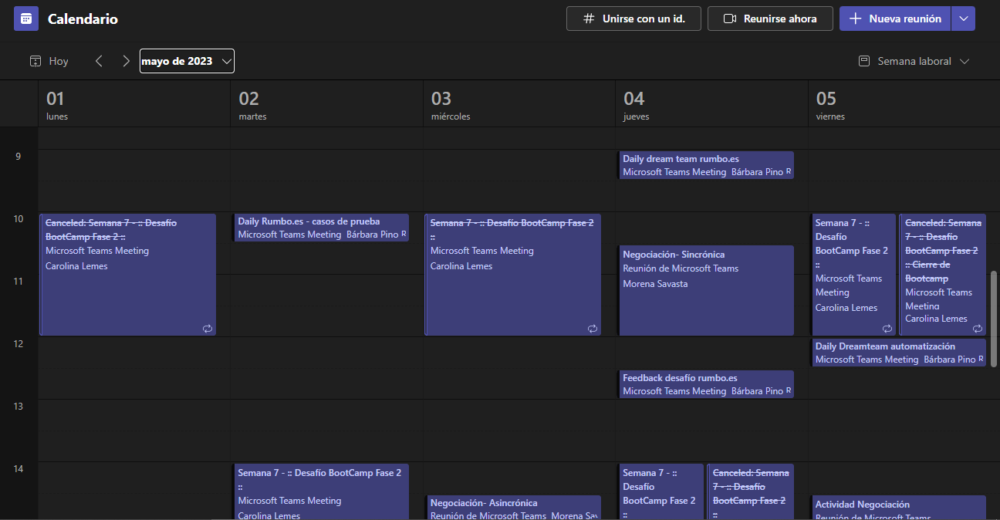 Calendario
Unirse con un id.
Reunirse ahora
Nueva reunión
Hoy
mayo de 2023
Semana laboral
01
lunes
02
martes
03
miércoles
04
jueves
05
viernes
9
10
11
12
13
14
Canceled: Semana 7 - :: Desafío
BootCamp Fase 2 ::
Microsoft Teams Meeting
Carolina Lemes
Daily Rumbo.es - casos de prueba
Microsoft Teams Meeting Bárbara Pino R
Semana 7 - :: Desafío BootCamp Fase 2
::
Microsoft Teams Meeting
Carolina Lemes
Semana 7 - :: Desafío BootCamp Fase 2
::
Microsoft Teams Meeting
Carolina Lemes
Negociación- Asincrónica
Reunión de Microsoft Teams Morena
Daily dream team rumbo.es
Microsoft Teams Meeting Bárbara Pino R
Negociación- Sincrónica
Reunión de Microsoft Teams
Morena Savasta
Feedback desafío rumbo.es
Microsoft Teams Meeting Bárbara Pino R
Semana 7 - ::
Desafío
BootCamp Fase 2
::
Canceled: Semana
7 - :: Desafío
BootCamp Fase 2
::
Semana 7 - ::
Desafío
BootCamp Fase 2
::
Microsoft Teams
Meeting
Carolina Lemes
Canceled: Semana
7 - :: Desafío
BootCamp Fase 2
:: Cierre de
Bootcamp
Microsoft Teams
Meeting
Carolina Lemes
Daily Dreamteam automatización
Microsoft Teams Meeting Bárbara Pino R
Actividad Negociación
Reunión de Microsoft Teams